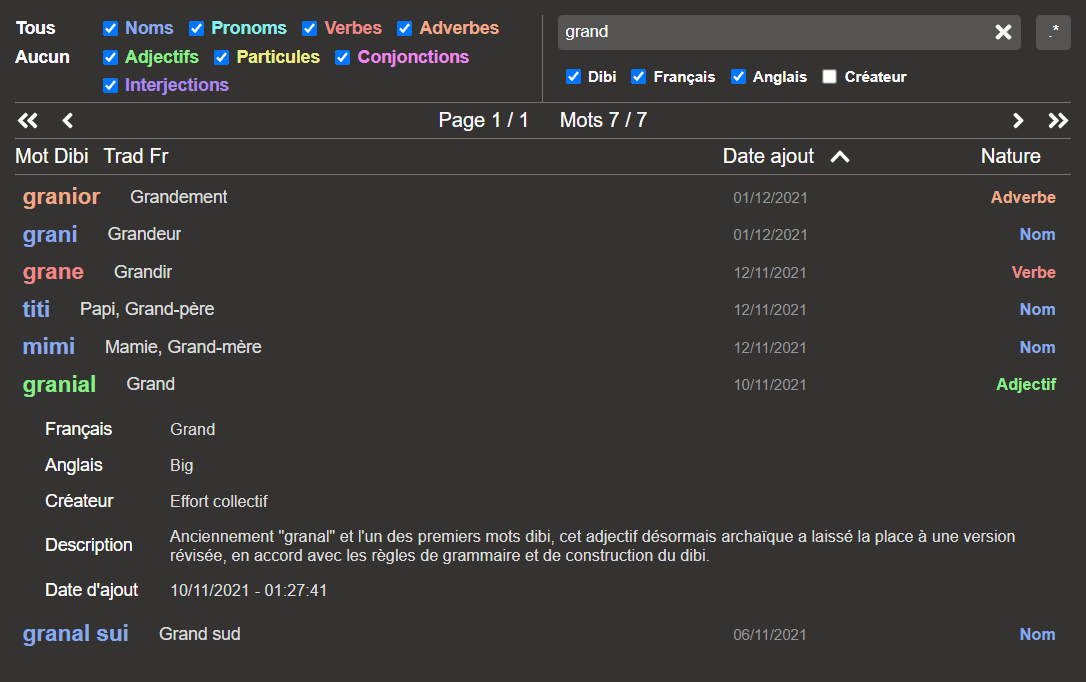 Tous Noms Pronoms Verbes Adverbes
Aucun Adjectifs Particules Conjonctions
Interjections
grand .*
Dibi Français Anglais Créateur
Page 1 / 1 Mots 7 / 7
Mot Dibi Trad Fr Date ajout Nature
granior Grandement 01/12/2021 Adverbe
grani Grandeur 01/12/2021 Nom
grane Grandir 12/11/2021 Verbe
titi Papi, Grand-père 12/11/2021 Nom
mimi Mamie, Grand-mère 12/11/2021 Nom
granial Grand 10/11/2021 Adjectif
Français Grand
Anglais Big
Créateur Effort collectif
Description Anciennement "granal" et l'un des premiers mots dibi, cet adjectif désormais archaïque a laissé la place à une version
révisée, en accord avec les règles de grammaire et de construction du dibi.
Date d'ajout 10/11/2021 - 01:27:41
granal sui Grand sud 06/11/2021 Nom